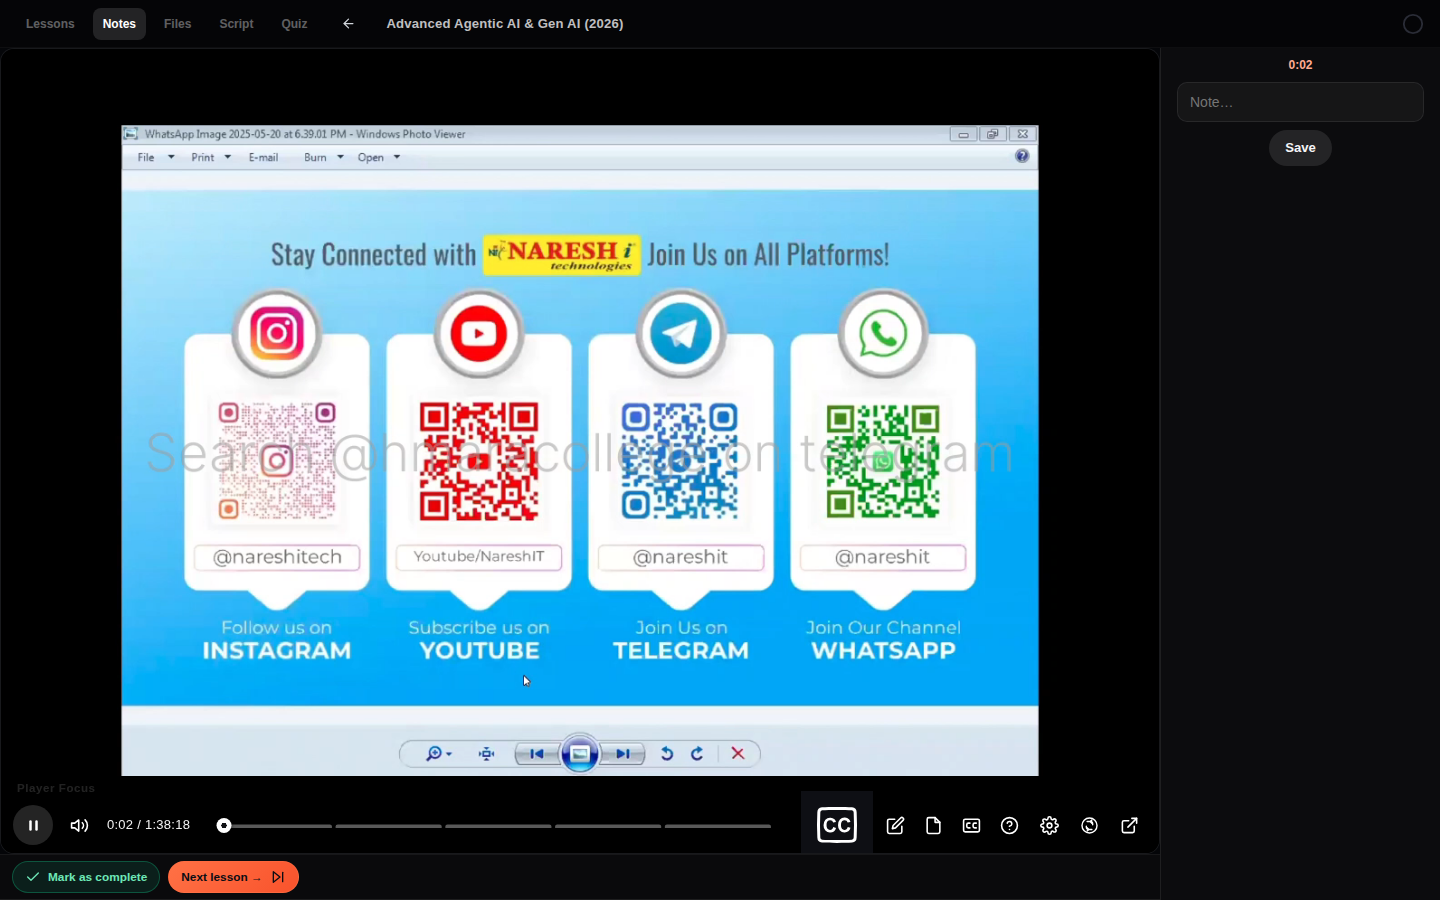 Lessons Notes Files Script Quiz ← Advanced Agentic AI & Gen AI (2026)
0:02
Note…
Save
WhatsApp Image 2025-05-20 at 6.39.01 PM - Windows Photo Viewer
File Print E-mail Burn Open
Stay Connected with NARESH i technologies Join Us on All Platforms!
Search @hmaracollege on telegram
@nareshitech Youtube/NareshIT @nareshit @nareshit
Follow us on INSTAGRAM
Subscribe us on YOUTUBE
Join Us on TELEGRAM
Join Our Channel WHATSAPP
Player Focus
0:02 / 1:38:18
CC
CC
Mark as complete Next lesson →